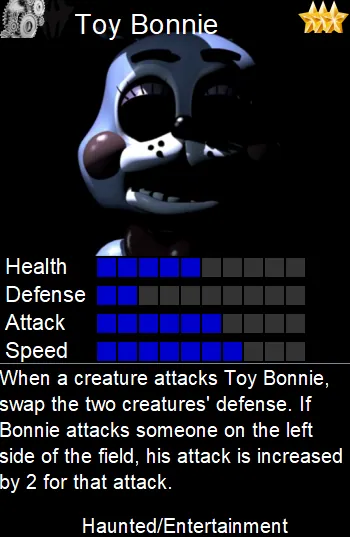 Toy Bonnie
Health
Defense
Attack
Speed
When a creature attacks Toy Bonnie,
swap the two creatures' defense. If
Bonnie attacks someone on the left
side of the field, his attack is increased
by 2 for that attack.
Haunted/Entertainment